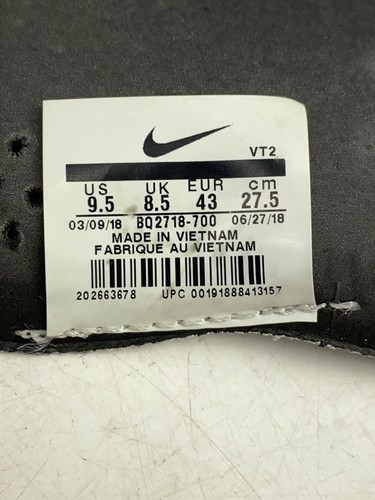 VT2
US UK EUR cm
9.5 8.5 43 27.5
03/09/18 BQ2718-700 06/27/18
MADE IN VIETNAM
FABRIQUE AU VIETNAM
202663678 UPC 00191888413157